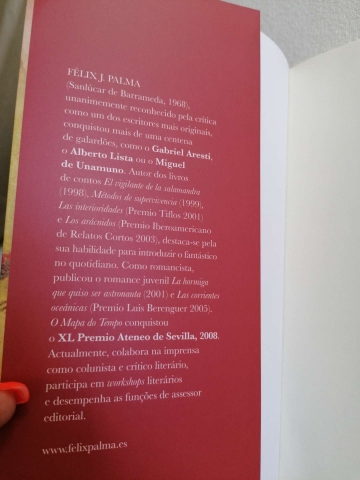 FÉLIX J. PALMA
(Sanlúcar de Barrameda, 1968),
unanimemente reconhecido pela crítica
como um dos escritores mais originais,
conquistou mais de uma centena
de galardões, como o Gabriel Aresti,
o Alberto Lista ou o Miguel
de Unamuno. Autor dos livros
de contos El vigilante de la salamandra
(1998), Métodos de supervivencia (1999),
Las interioridades (Premio Tiflos 2001)
e Los arácnidos (Premio Iberoamericano
de Relatos Cortos 2003), destaca-se pela
sua habilidade para introduzir o fantástico
no quotidiano. Como romancista,
publicou o romance juvenil La hormiga
que quiso ser astronauta (2001) e Las corrientes
oceánicas (Premio Luis Berenguer 2005).
O Mapa do Tempo conquistou
o XL Premio Ateneo de Sevilla, 2008.
Actualmente, colabora na imprensa
como colunista e crítico literário,
participa em workshops literários
e desempenha as funções de assessor
editorial.
www.felixpalma.es